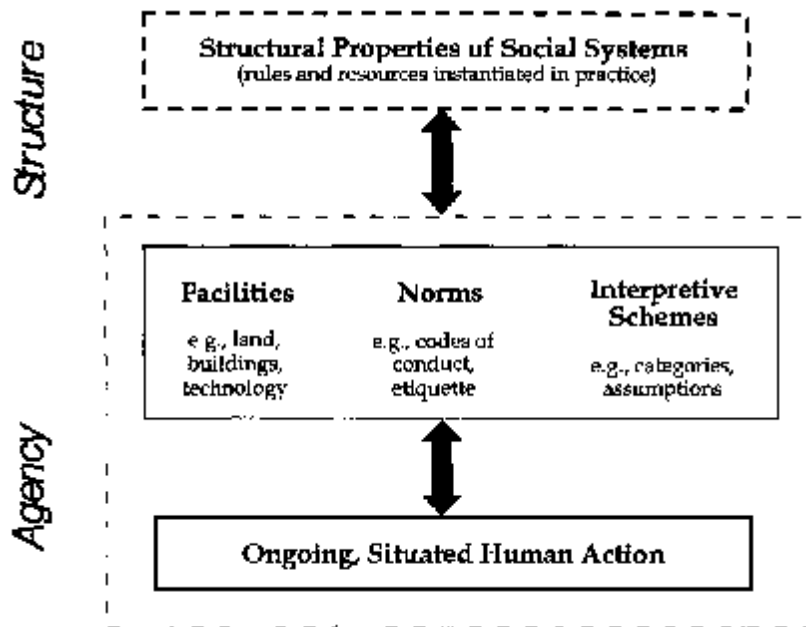 Structure
Structural Properties of Social Systems
(rules and resources instantiated in practice)
Agency
Facilities
e.g., land,
buildings,
technology
Norms
e.g., codes of
conduct,
etiquette
Interpretive
Schemes
e.g., categories,
assumptions
Ongoing, Situated Human Action